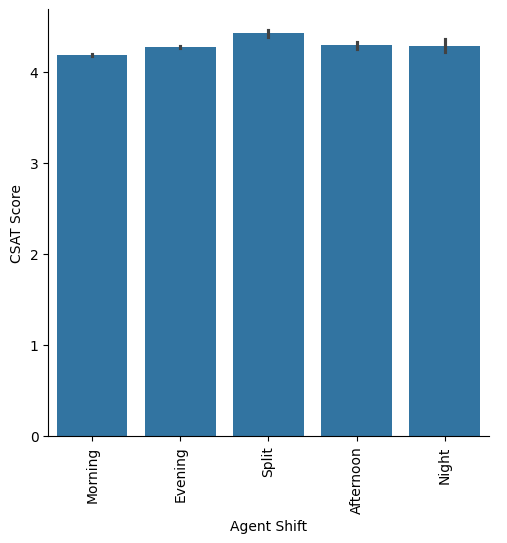 CSAT Score
4
3
2
1
0
Morning
Evening
Split
Afternoon
Night
Agent Shift